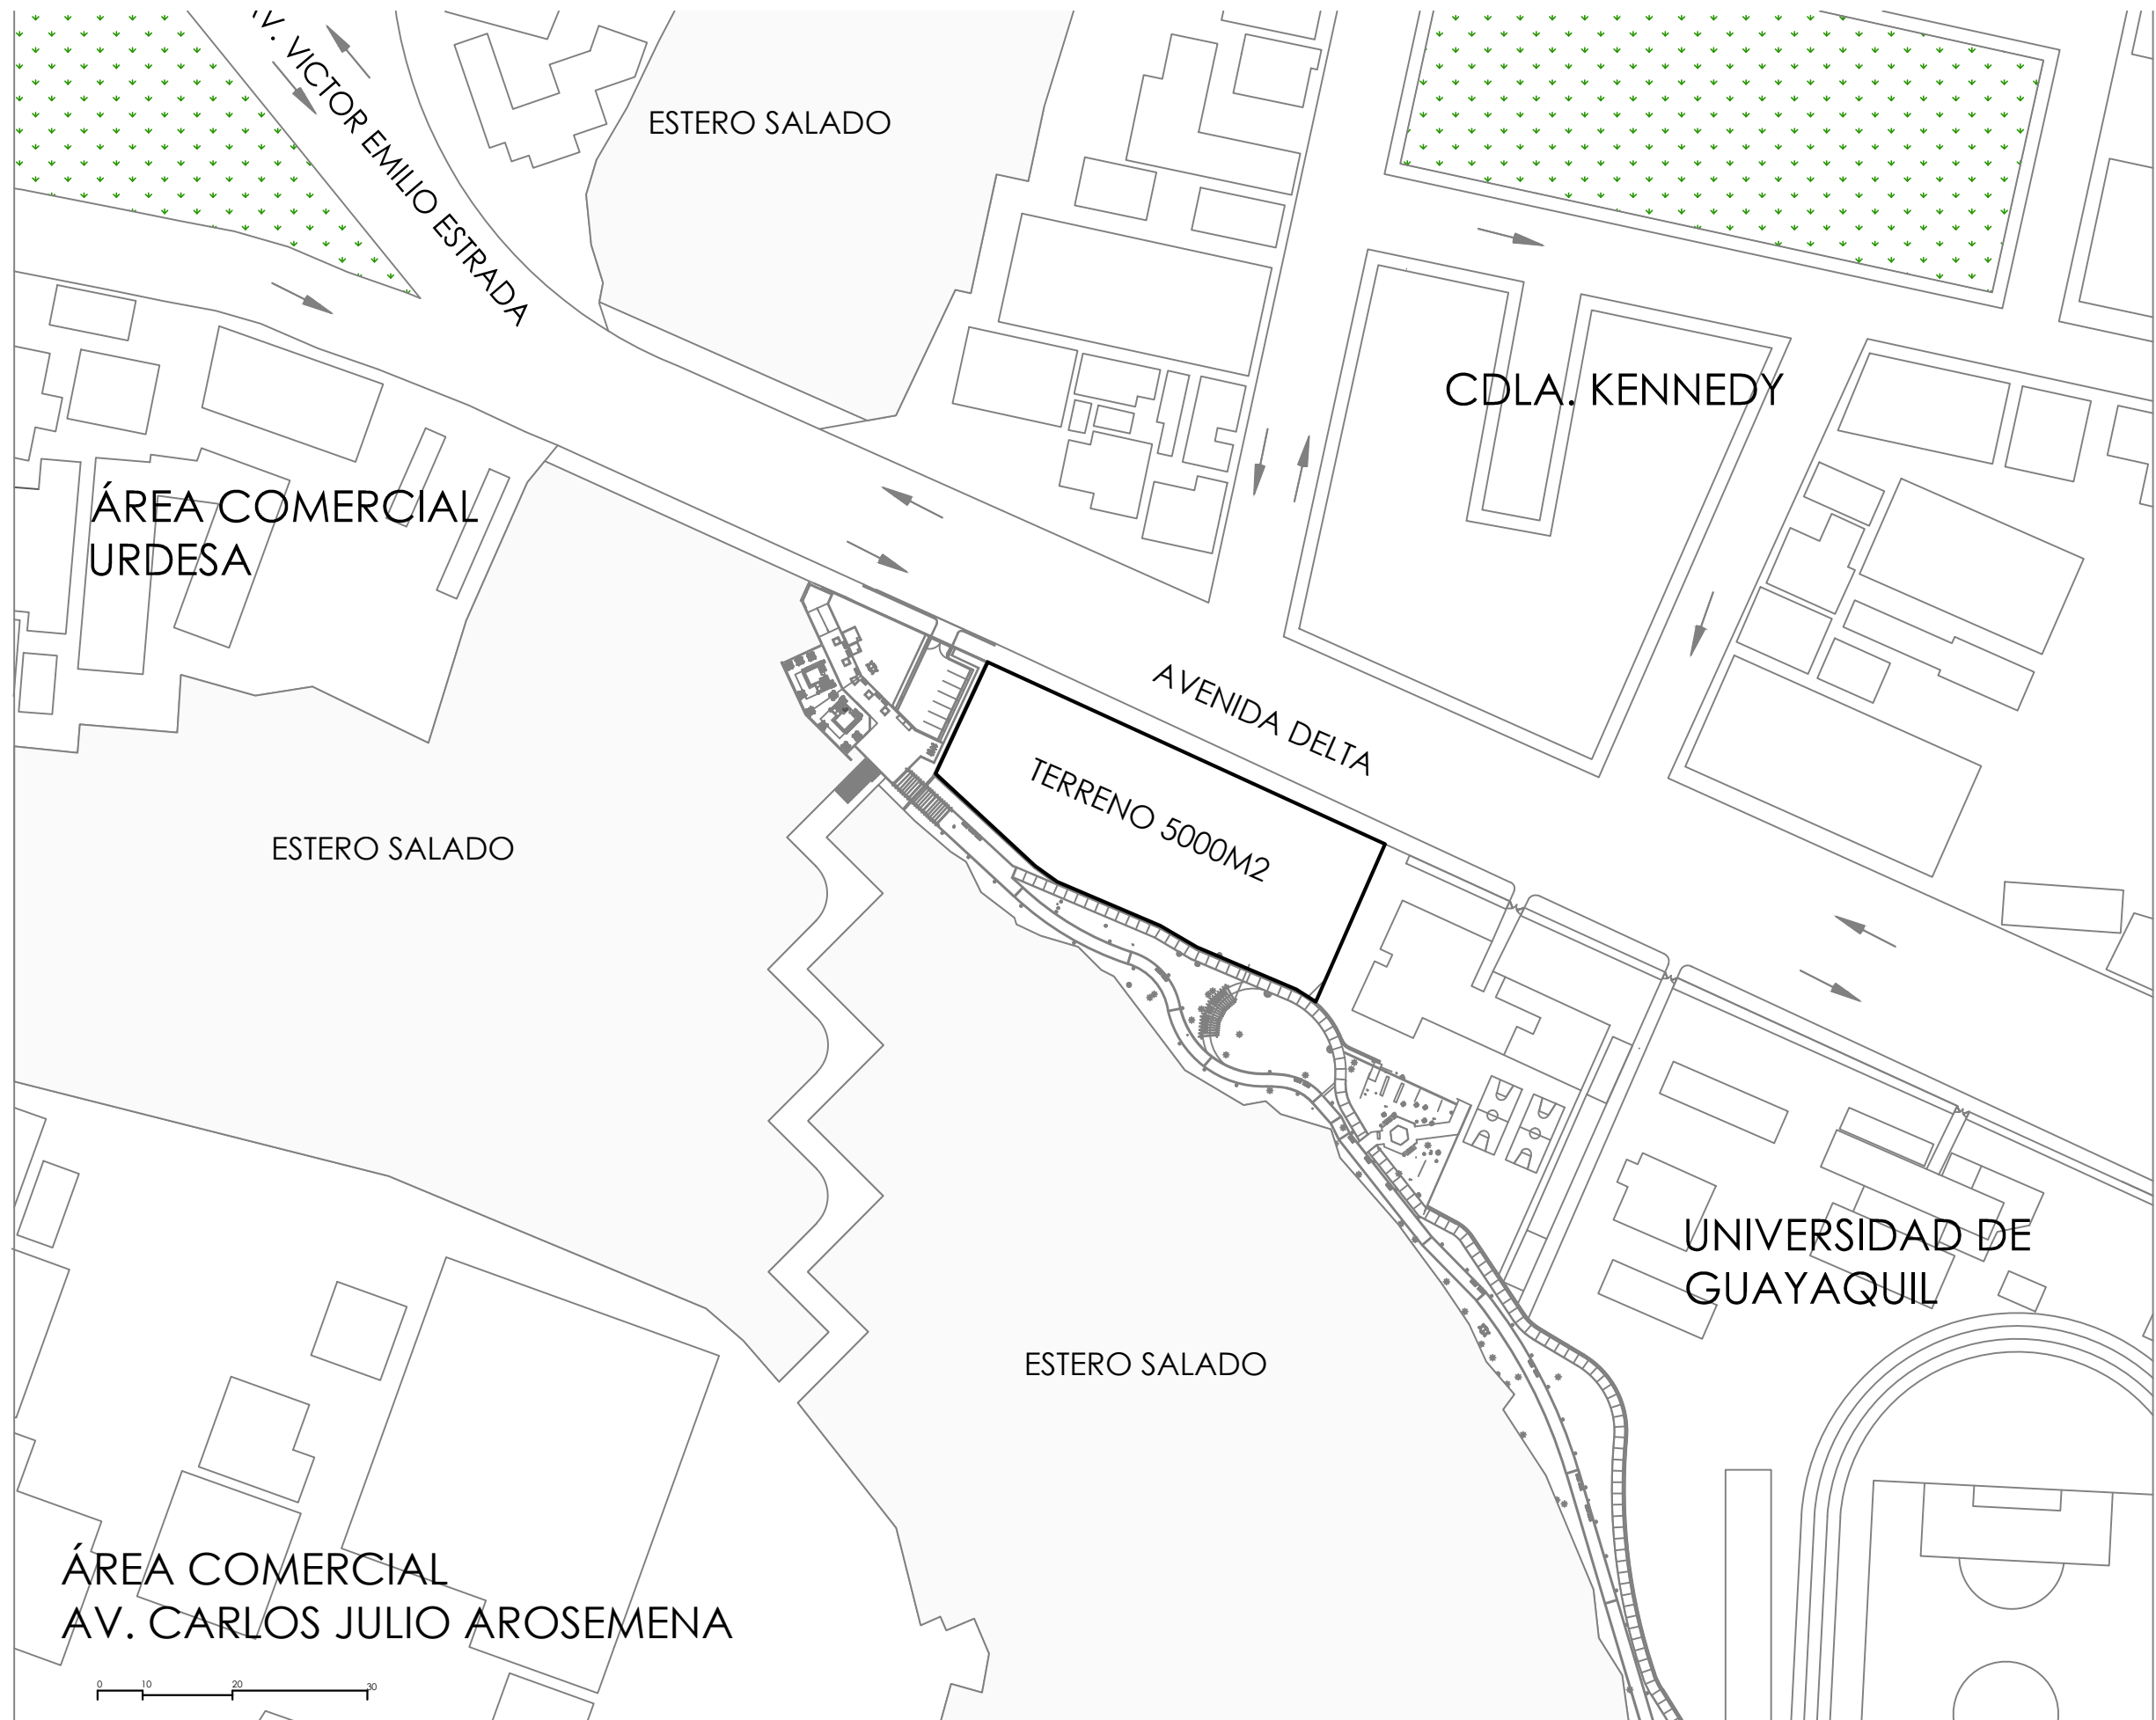 V. VICTOR EMILIO ESTRADA
ESTERO SALADO
CDLA. KENNEDY
ÁREA COMERCIAL
URDESA
AVENIDA DELTA
TERRENO 5000M2
ESTERO SALADO
UNIVERSIDAD DE
GUAYAQUIL
ESTERO SALADO
ÁREA COMERCIAL
AV. CARLOS JULIO AROSEMENA
0 10 20 30